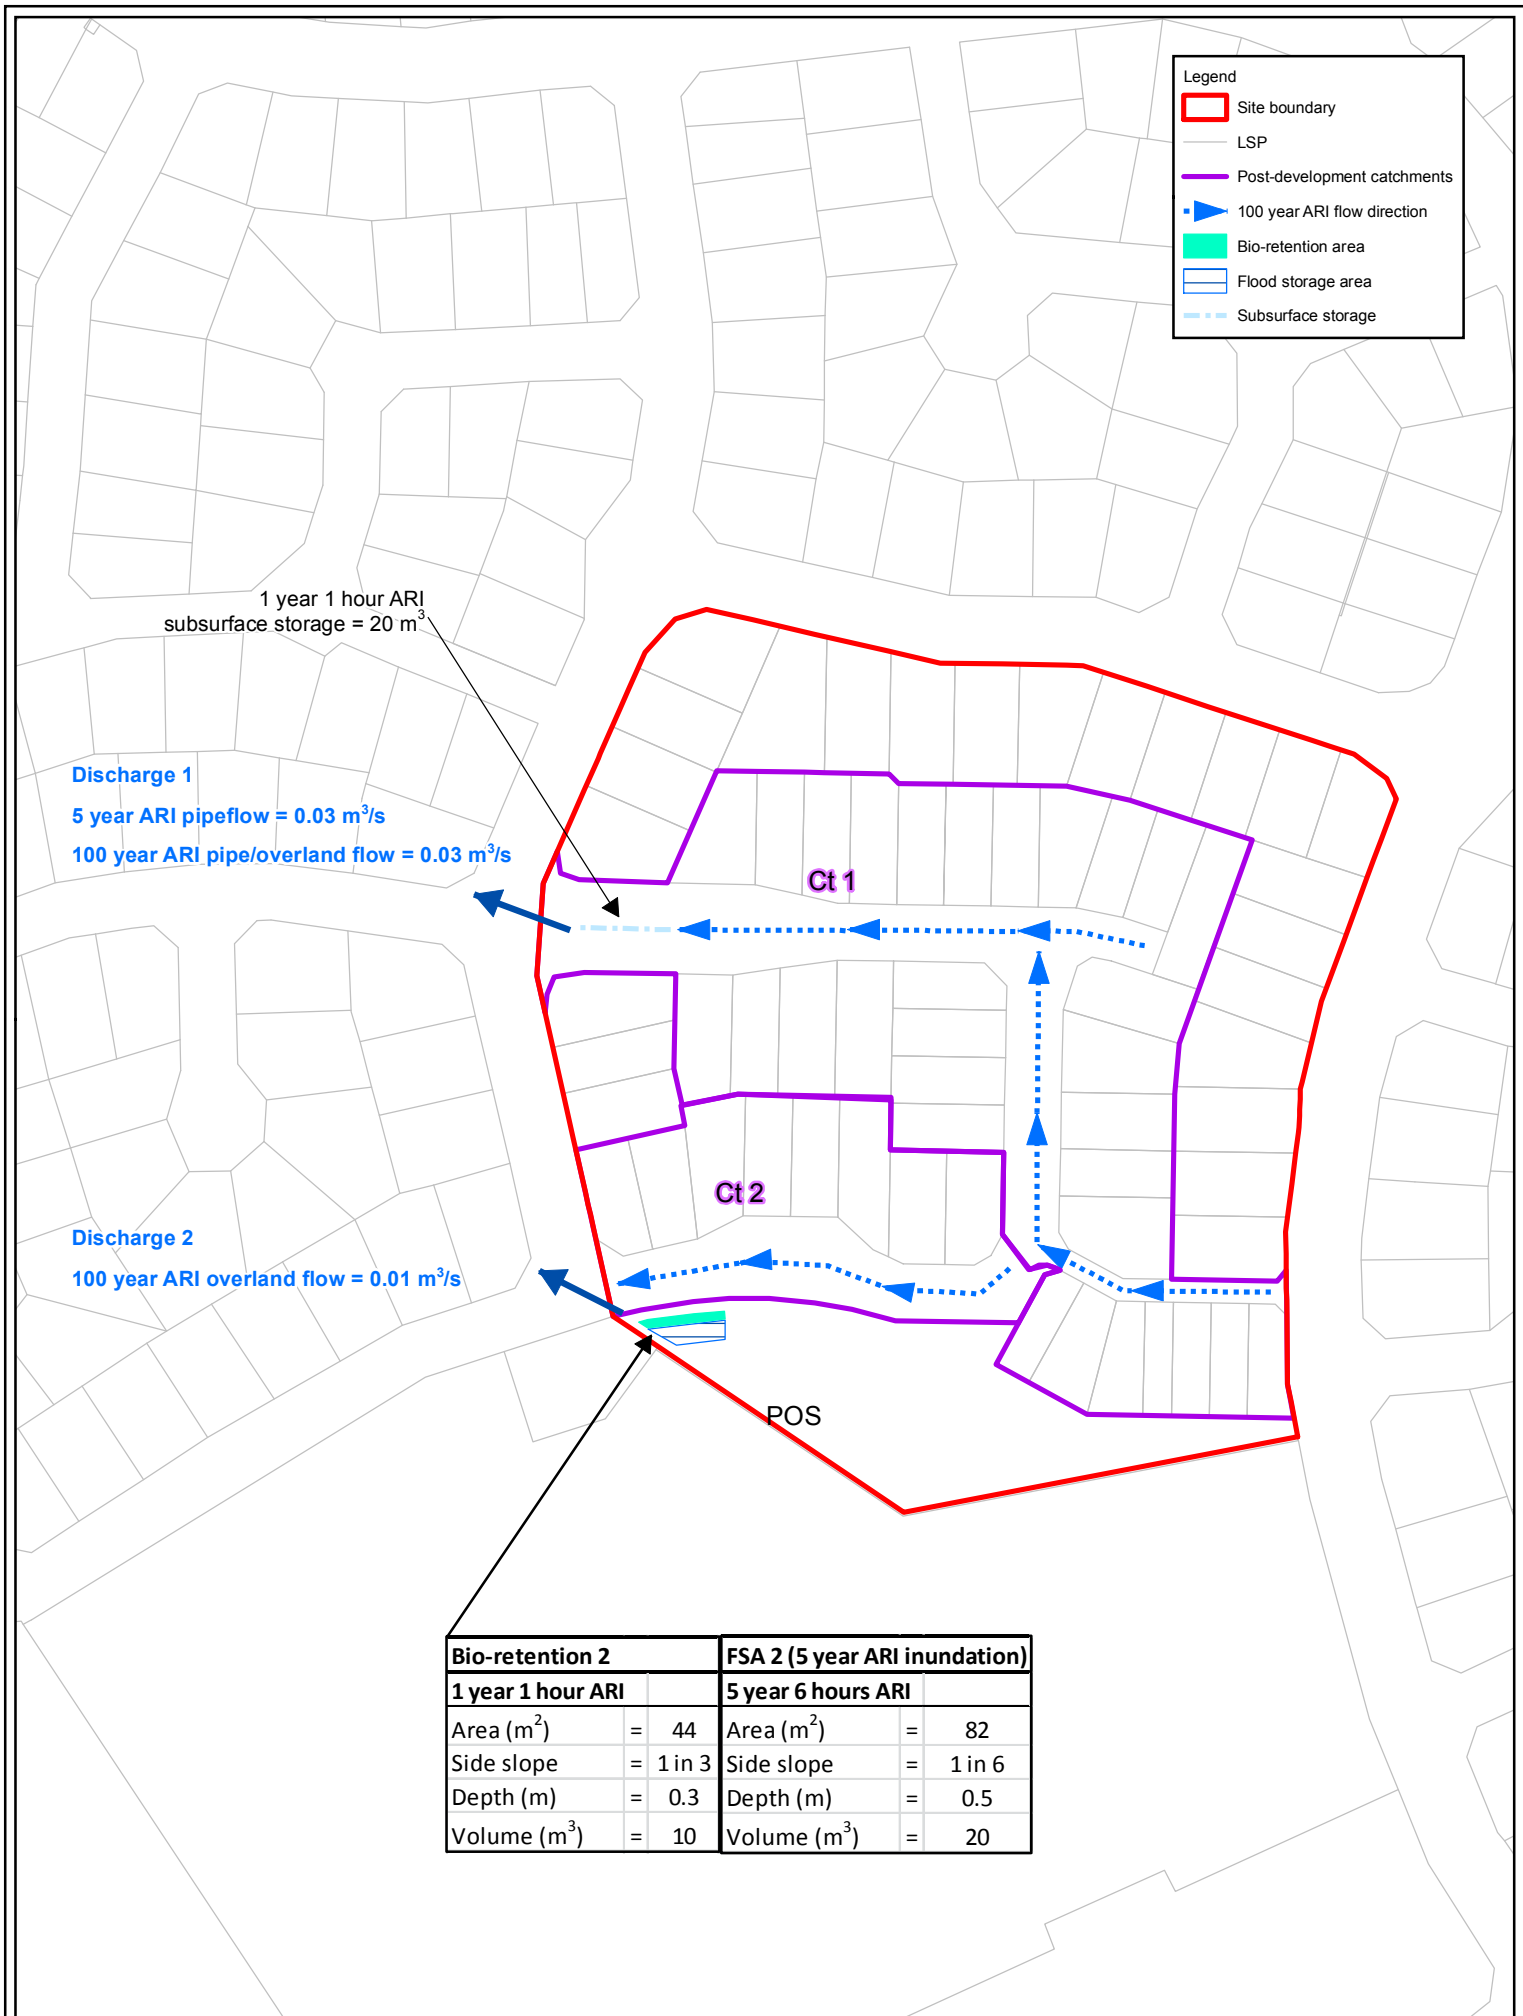 Legend
Site boundary
LSP
Post-development catchments
100 year ARI flow direction
Bio-retention area
Flood storage area
Subsurface storage
1 year 1 hour ARI
subsurface storage = 20 m³
Discharge 1
5 year ARI pipeflow = 0.03 m³/s
100 year ARI pipe/overland flow = 0.03 m³/s
Ct 1
Ct 2
Discharge 2
100 year ARI overland flow = 0.01 m³/s
POS
Bio-retention 2 FSA 2 (5 year ARI inundation)
1 year 1 hour ARI 5 year 6 hours ARI
Area (m²) = 44 Area (m²) = 82
Side slope = 1 in 3 Side slope = 1 in 6
Depth (m) = 0.3 Depth (m) = 0.5
Volume (m³) = 10 Volume (m³) = 20